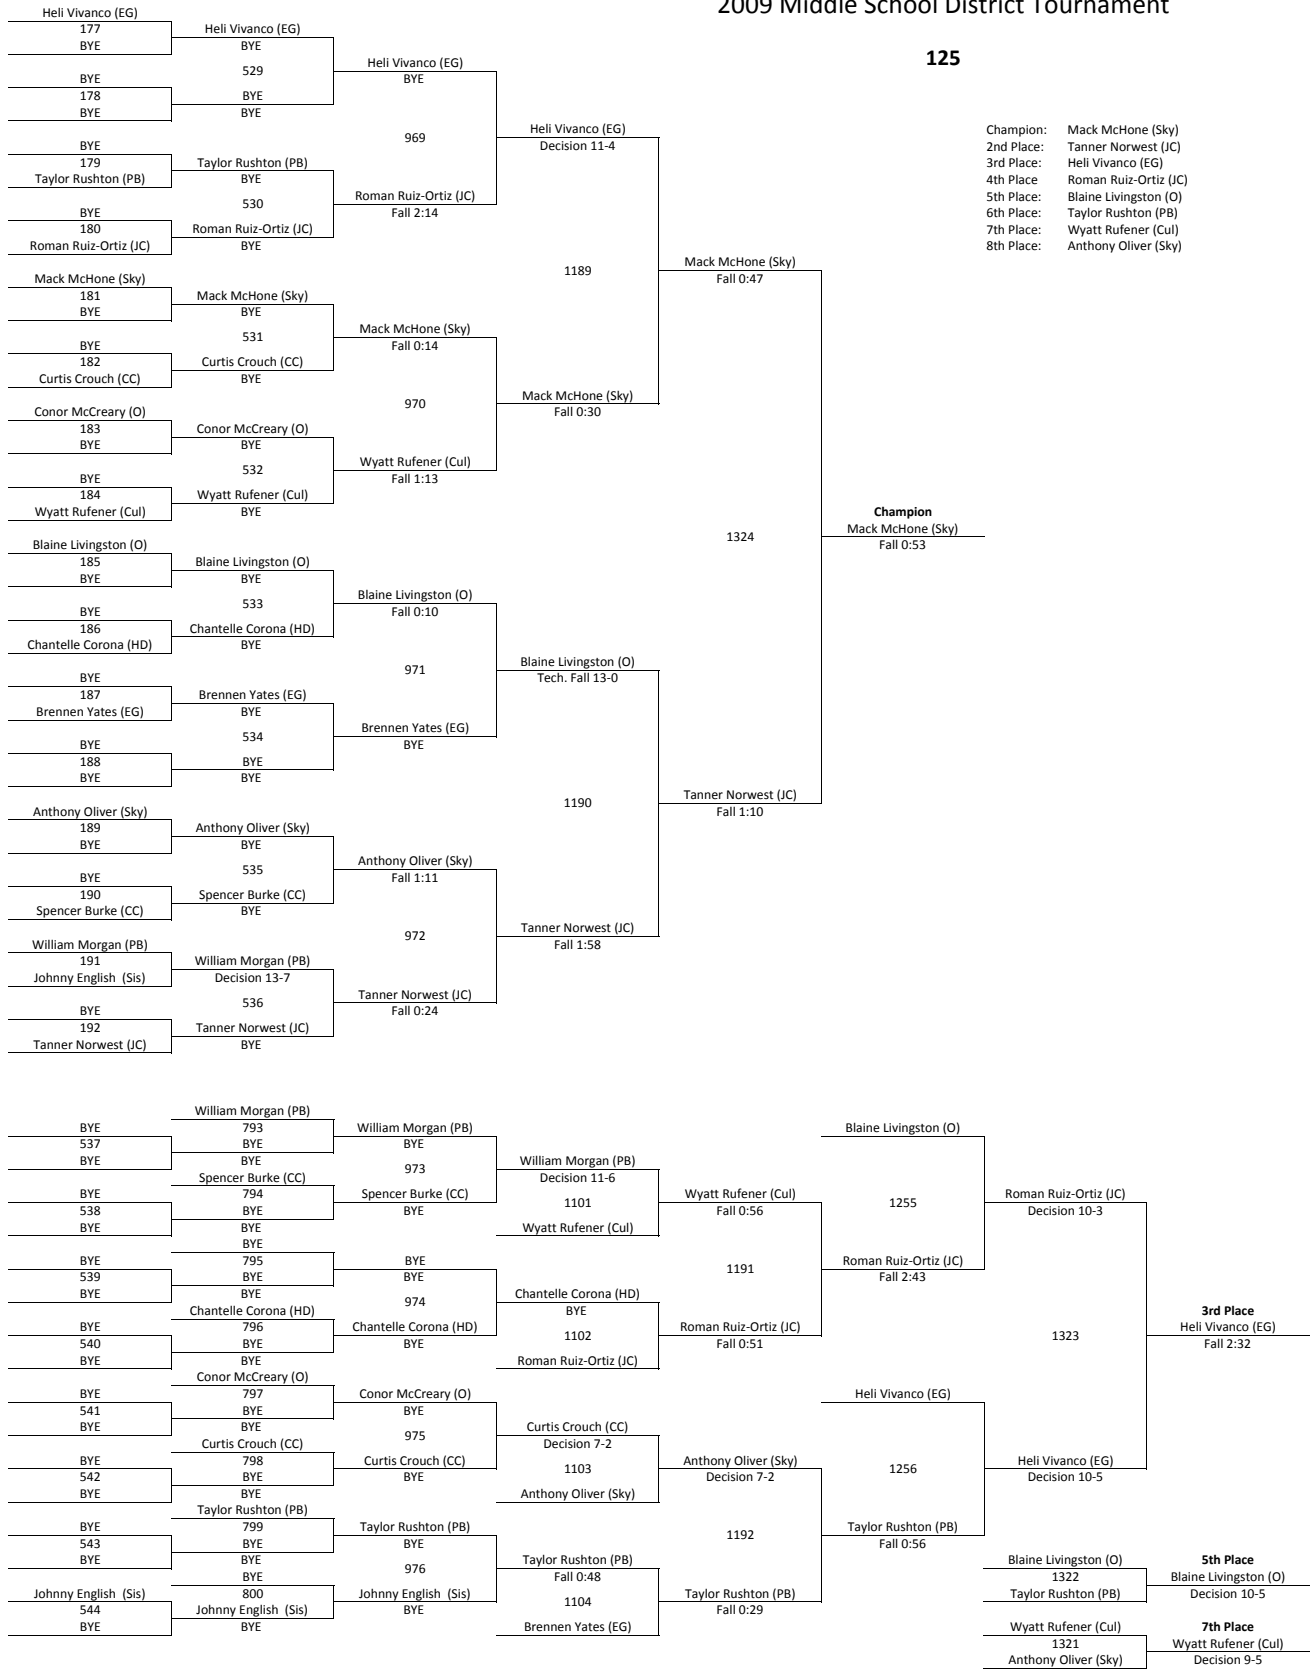 2009 Middle School District Tournament
125
Champion: Mack McHone (Sky)
2nd Place: Tanner Norwest (JC)
3rd Place: Heli Vivanco (EG)
4th Place Roman Ruiz-Ortiz (JC)
5th Place: Blaine Livingston (O)
6th Place: Taylor Rushton (PB)
7th Place: Wyatt Rufener (Cul)
8th Place: Anthony Oliver (Sky)
Heli Vivanco (EG)
177
BYE
BYE
178
BYE
BYE
179
Taylor Rushton (PB)
BYE
180
Roman Ruiz-Ortiz (JC)
Mack McHone (Sky)
181
BYE
BYE
182
Curtis Crouch (CC)
Conor McCreary (O)
183
BYE
BYE
184
Wyatt Rufener (Cul)
Blaine Livingston (O)
185
BYE
BYE
186
Chantelle Corona (HD)
BYE
187
Brennen Yates (EG)
BYE
188
BYE
Anthony Oliver (Sky)
189
BYE
BYE
190
Spencer Burke (CC)
William Morgan (PB)
191
Johnny English (Sis)
BYE
192
Tanner Norwest (JC)
Heli Vivanco (EG)
BYE
529
BYE
BYE
Taylor Rushton (PB)
BYE
530
Roman Ruiz-Ortiz (JC)
BYE
Mack McHone (Sky)
BYE
531
Curtis Crouch (CC)
BYE
Conor McCreary (O)
BYE
532
Wyatt Rufener (Cul)
BYE
Blaine Livingston (O)
BYE
533
Chantelle Corona (HD)
BYE
Brennen Yates (EG)
BYE
534
BYE
BYE
Anthony Oliver (Sky)
BYE
535
Spencer Burke (CC)
BYE
William Morgan (PB)
Decision 13-7
536
Tanner Norwest (JC)
BYE
Heli Vivanco (EG)
BYE
969
Roman Ruiz-Ortiz (JC)
Fall 2:14
Mack McHone (Sky)
Fall 0:14
970
Wyatt Rufener (Cul)
Fall 1:13
Blaine Livingston (O)
Fall 0:10
971
Brennen Yates (EG)
BYE
Anthony Oliver (Sky)
Fall 1:11
972
Tanner Norwest (JC)
Fall 0:24
Heli Vivanco (EG)
Decision 11-4
1189
Mack McHone (Sky)
Fall 0:30
Blaine Livingston (O)
Tech. Fall 13-0
1190
Tanner Norwest (JC)
Fall 1:58
Mack McHone (Sky)
Fall 0:47
1324
Tanner Norwest (JC)
Fall 1:10
Champion
Mack McHone (Sky)
Fall 0:53
BYE
537
BYE
BYE
538
BYE
BYE
539
BYE
BYE
540
BYE
BYE
541
BYE
BYE
542
BYE
BYE
543
BYE
Johnny English (Sis)
544
BYE
William Morgan (PB)
793
BYE
BYE
Spencer Burke (CC)
794
BYE
BYE
BYE
795
BYE
BYE
Chantelle Corona (HD)
796
BYE
BYE
Conor McCreary (O)
797
BYE
BYE
Curtis Crouch (CC)
798
BYE
BYE
Taylor Rushton (PB)
799
BYE
BYE
BYE
800
Johnny English (Sis)
BYE
William Morgan (PB)
BYE
973
Spencer Burke (CC)
BYE
BYE
BYE
974
Chantelle Corona (HD)
BYE
Conor McCreary (O)
BYE
975
Curtis Crouch (CC)
BYE
Taylor Rushton (PB)
BYE
976
Johnny English (Sis)
BYE
William Morgan (PB)
Decision 11-6
1101
Wyatt Rufener (Cul)
Chantelle Corona (HD)
BYE
1102
Roman Ruiz-Ortiz (JC)
Curtis Crouch (CC)
Decision 7-2
1103
Anthony Oliver (Sky)
Taylor Rushton (PB)
Fall 0:48
1104
Brennen Yates (EG)
Wyatt Rufener (Cul)
Fall 0:56
1191
Roman Ruiz-Ortiz (JC)
Fall 0:51
Anthony Oliver (Sky)
Decision 7-2
1192
Taylor Rushton (PB)
Fall 0:29
Blaine Livingston (O)
1255
Roman Ruiz-Ortiz (JC)
Fall 2:43
Heli Vivanco (EG)
1256
Taylor Rushton (PB)
Fall 0:56
Roman Ruiz-Ortiz (JC)
Decision 10-3
1323
Heli Vivanco (EG)
Decision 10-5
3rd Place
Heli Vivanco (EG)
Fall 2:32
Blaine Livingston (O)
1322
Taylor Rushton (PB)
5th Place
Blaine Livingston (O)
Decision 10-5
Wyatt Rufener (Cul)
1321
Anthony Oliver (Sky)
7th Place
Wyatt Rufener (Cul)
Decision 9-5